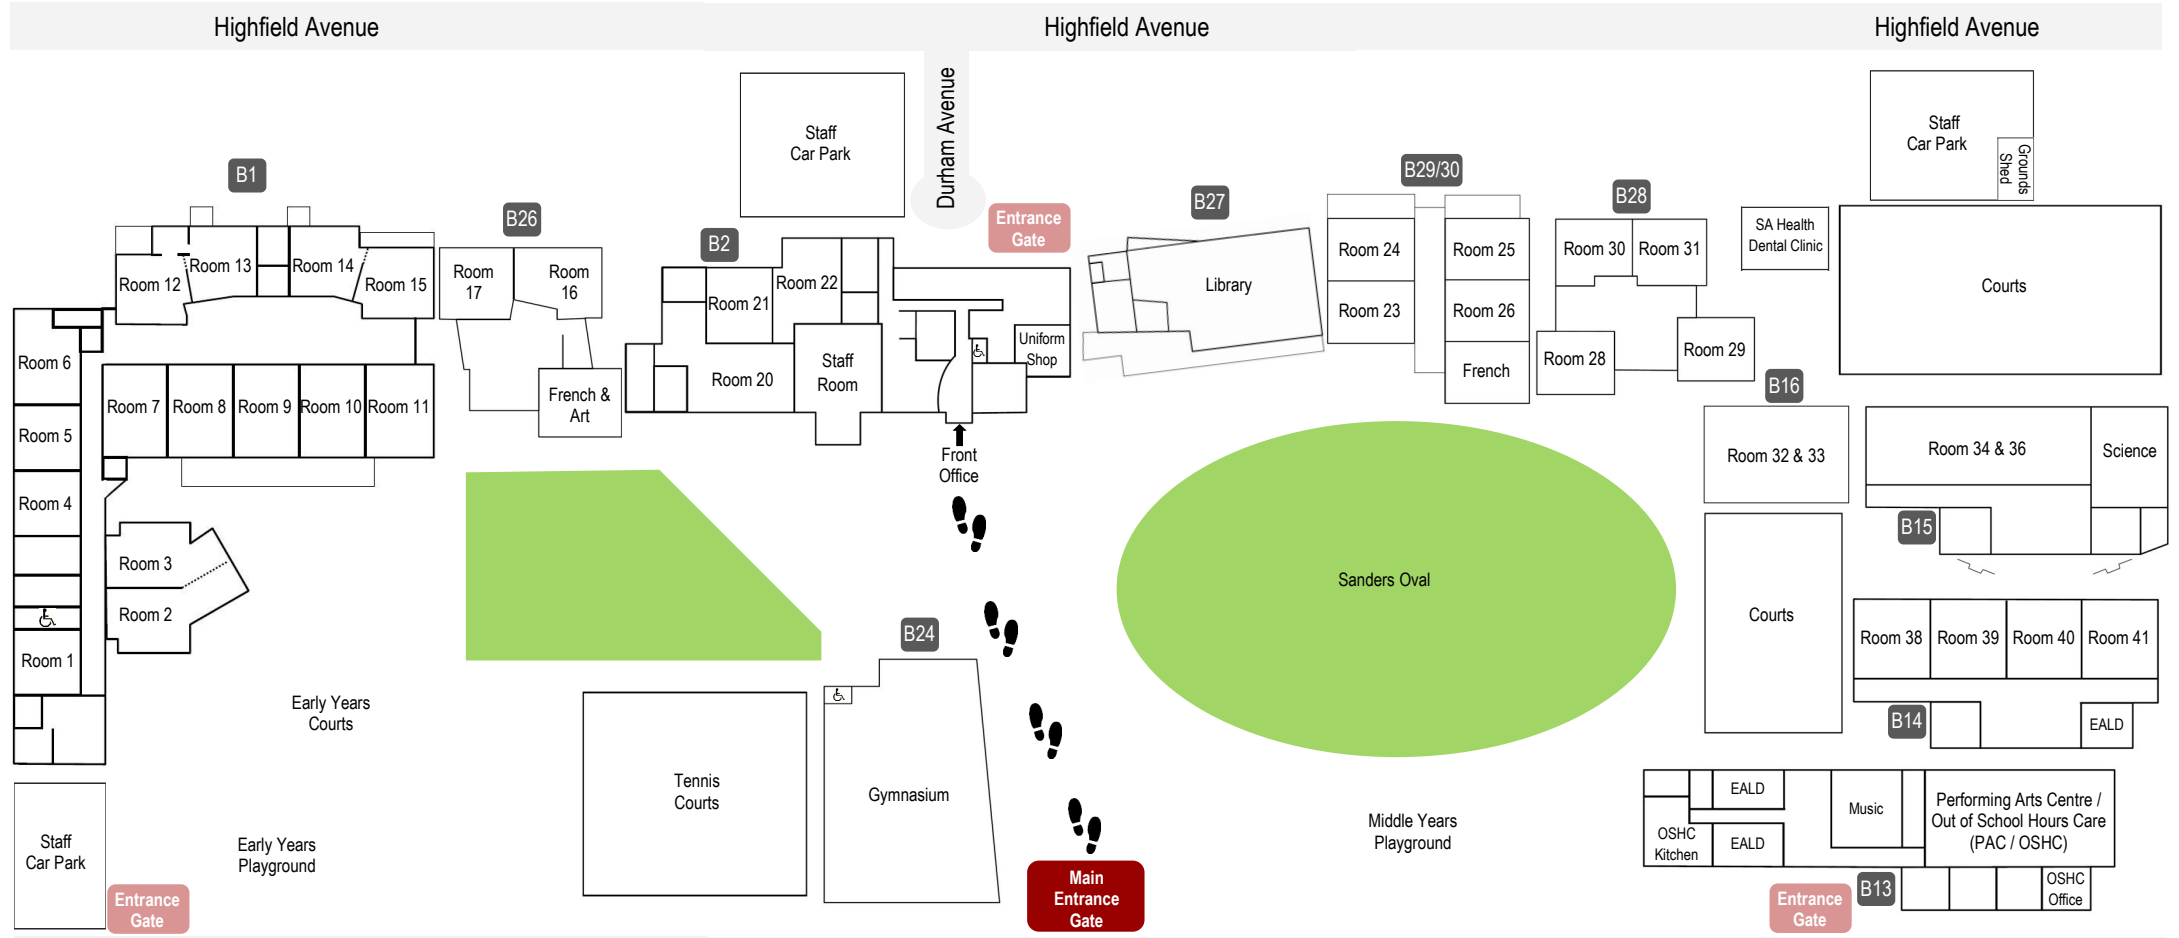 Highfield Avenue
Highfield Avenue
Highfield Avenue
Durham Avenue
Staff
Car Park
Staff
Car Park
Grounds
Shed
B1
B26
B2
Entrance
Gate
B27
B29/30
B28
SA Health
Dental Clinic
Courts
Room 12
Room 13
Room 14
Room 15
Room
17
Room
16
Room 21
Room 22
Library
Room 24
Room 25
Room 30
Room 31
Room 23
Room 26
Uniform
Shop
Room 6
Staff
Room
Room 20
French
Room 28
Room 29
B16
Room 7
Room 8
Room 9
Room 10
Room 11
French &
Art
Room 5
Front
Office
Room 32 & 33
Room 34 & 36
Science
Room 4
B15
Room 3
Room 2
Sanders Oval
Courts
Room 38
Room 39
Room 40
Room 41
B24
Room 1
Early Years
Courts
B14
EALD
Tennis
Courts
Gymnasium
EALD
Music
Performing Arts Centre /
Out of School Hours Care
(PAC / OSHC)
OSHC
Kitchen
EALD
Middle Years
Playground
Staff
Car Park
Early Years
Playground
Entrance
Gate
Main
Entrance
Gate
Entrance
Gate
B13
OSHC
Office